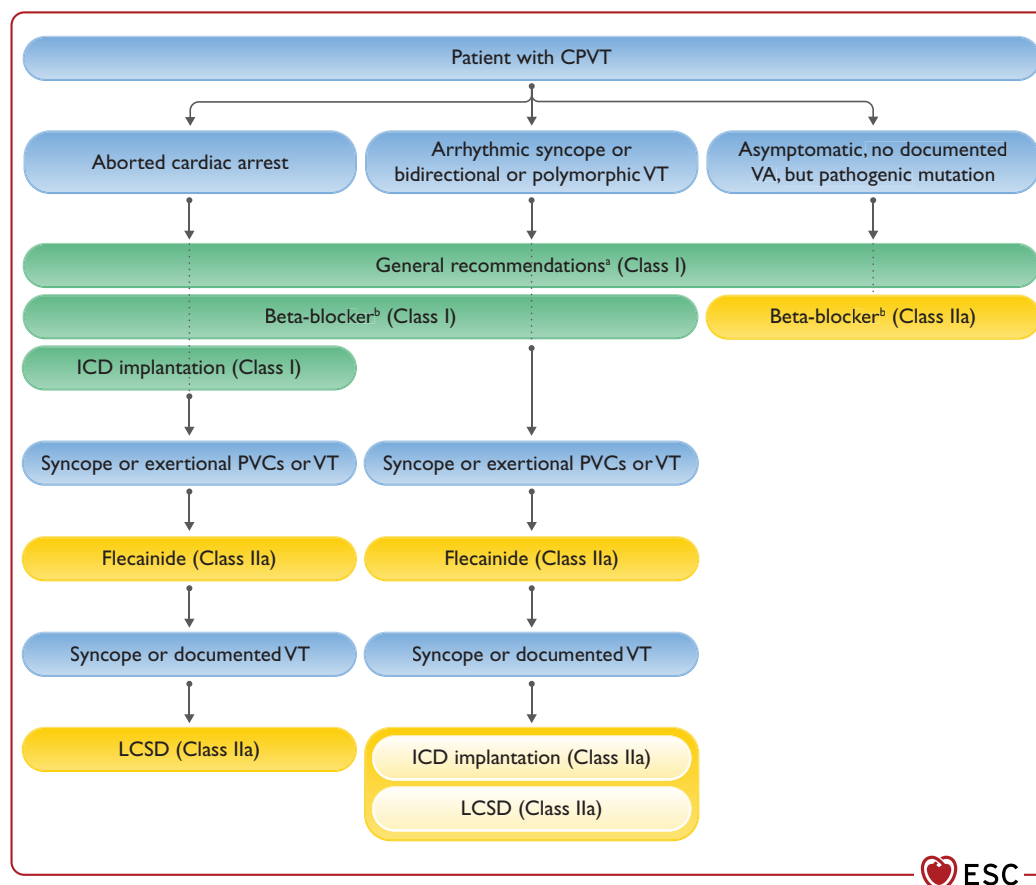 Patient with CPVT
Aborted cardiac arrest
Arrhythmic syncope or
bidirectional or polymorphic VT
Asymptomatic, no documented
VA, but pathogenic mutation
General recommendationsᵃ (Class I)
Beta-blockerᵇ (Class I)
Beta-blockerᵇ (Class IIa)
ICD implantation (Class I)
Syncope or exertional PVCs or VT
Syncope or exertional PVCs or VT
Flecainide (Class IIa)
Flecainide (Class IIa)
Syncope or documented VT
Syncope or documented VT
LCSD (Class IIa)
ICD implantation (Class IIa)
LCSD (Class IIa)
ESC